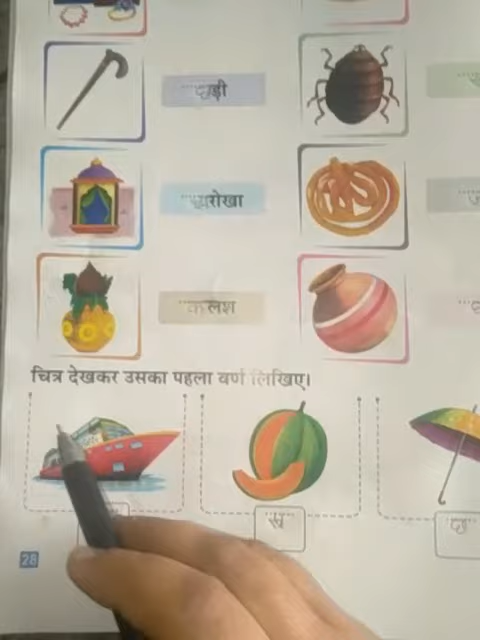 छड़ी
झरोखा
कलश
चित्र देखकर उसका पहला वर्ण लिखिए।
ख
छ
28